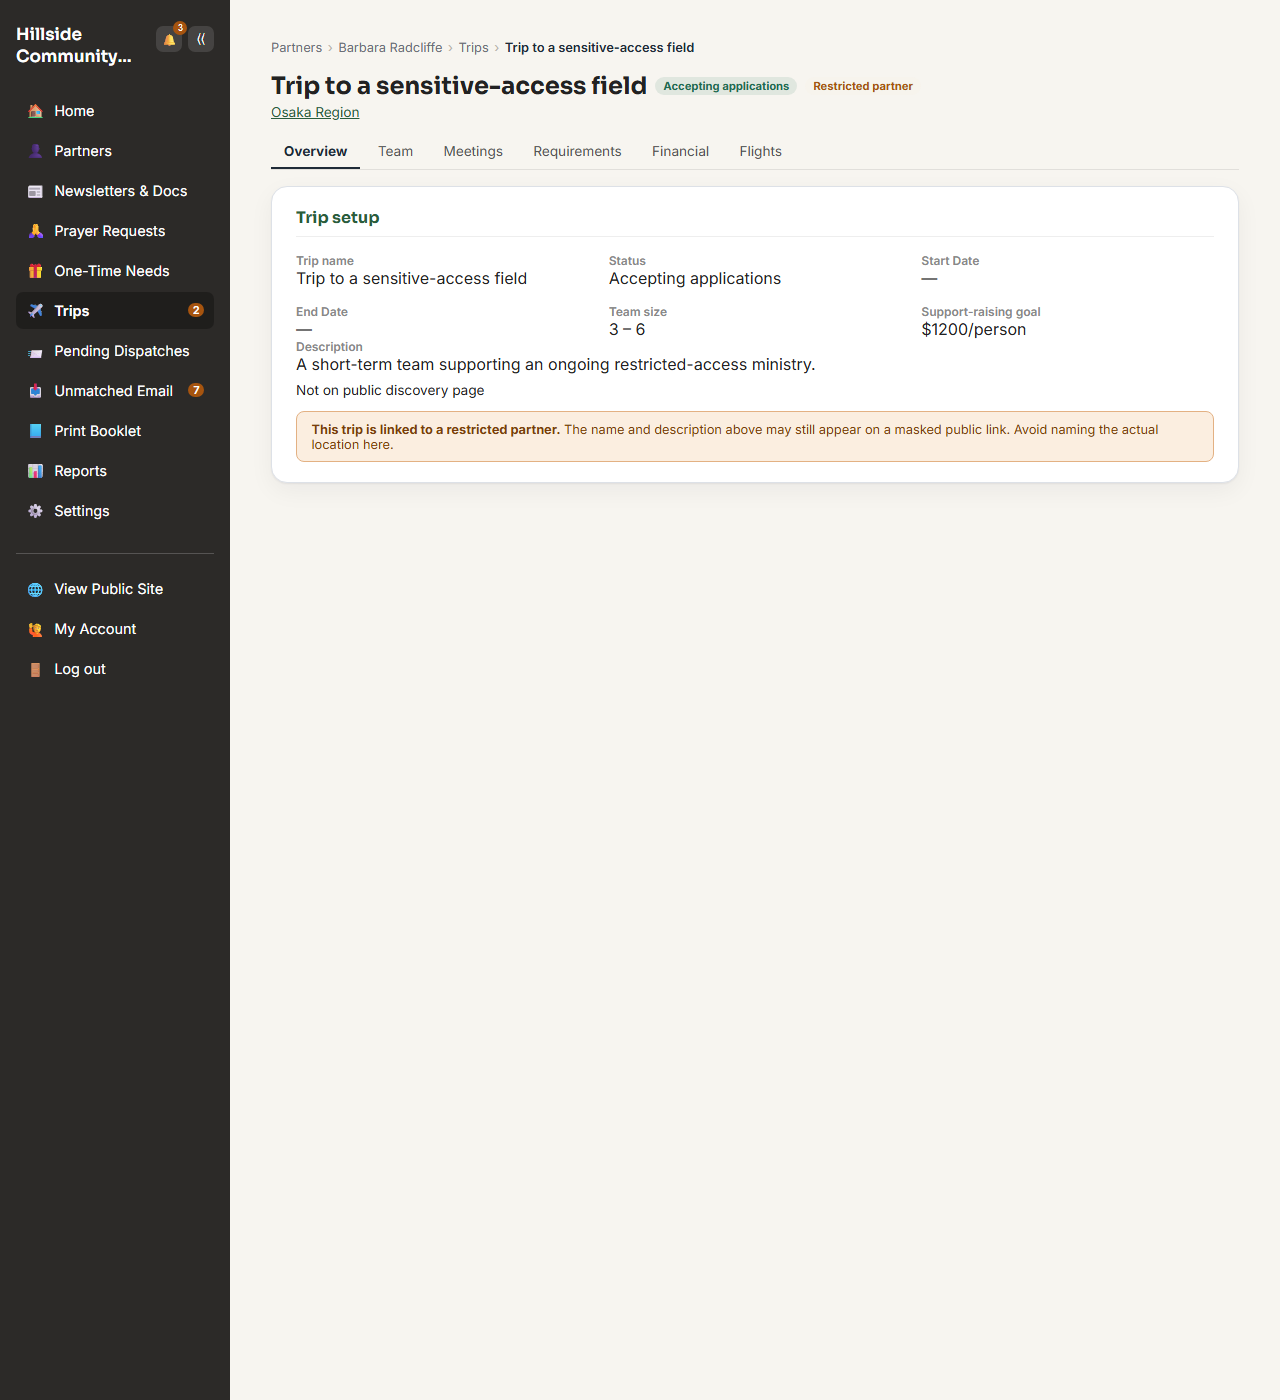 Hillside
Community...
3
Home
Partners
Newsletters & Docs
Prayer Requests
One-Time Needs
Trips
2
Pending Dispatches
Unmatched Email
7
Print Booklet
Reports
Settings
View Public Site
My Account
Log out
Partners › Barbara Radcliffe › Trips › Trip to a sensitive-access field
Trip to a sensitive-access field
Accepting applications
Restricted partner
Osaka Region
Overview
Team
Meetings
Requirements
Financial
Flights
Trip setup
Trip name
Trip to a sensitive-access field
Status
Accepting applications
Start Date
—
End Date
—
Team size
3 – 6
Support-raising goal
$1200/person
Description
A short-term team supporting an ongoing restricted-access ministry.
Not on public discovery page
This trip is linked to a restricted partner. The name and description above may still appear on a masked public link. Avoid naming the actual
location here.